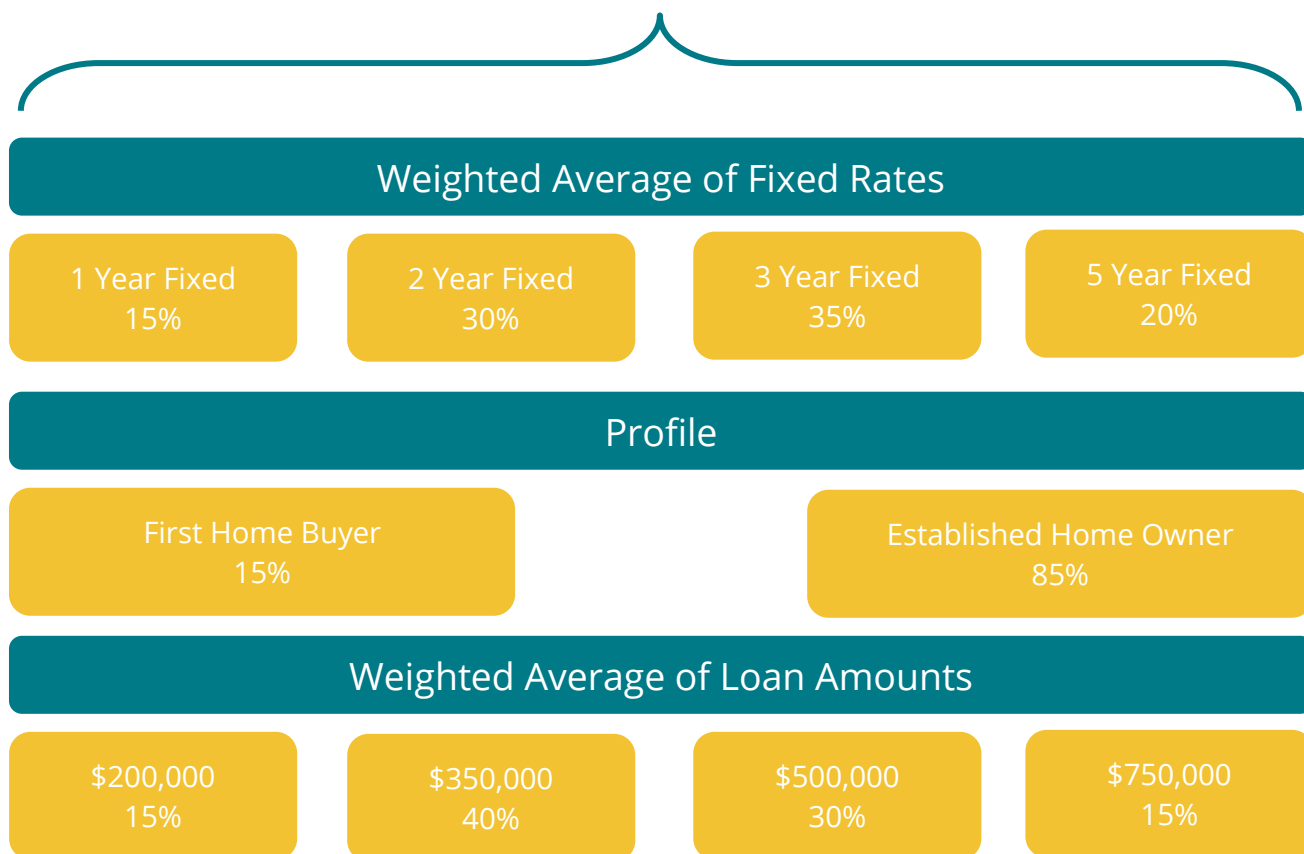 Weighted Average of Fixed Rates
1 Year Fixed
15%
2 Year Fixed
30%
3 Year Fixed
35%
5 Year Fixed
20%
Profile
First Home Buyer
15%
Established Home Owner
85%
Weighted Average of Loan Amounts
$200,000
15%
$350,000
40%
$500,000
30%
$750,000
15%